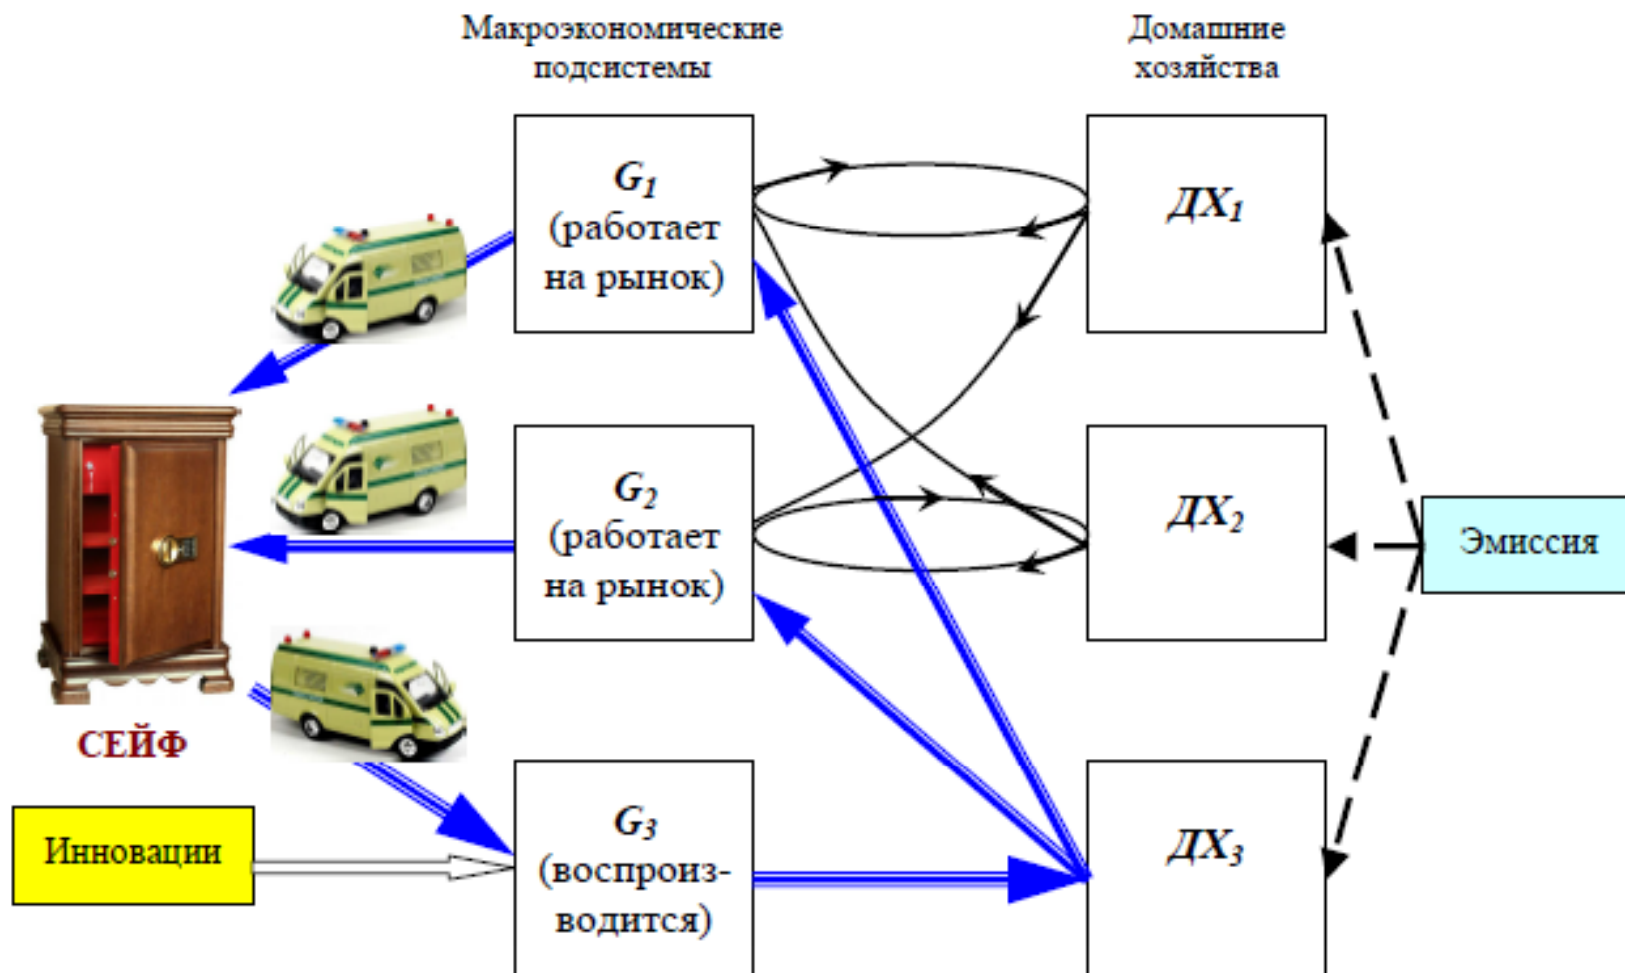 Макроэкономические
подсистемы
Домашние
хозяйства
G₁
(работает
на рынок)
ДХ₁
G₂
(работает
на рынок)
ДХ₂
Эмиссия
СЕЙФ
Инновации
G₃
(воспроиз-
водится)
ДХ₃